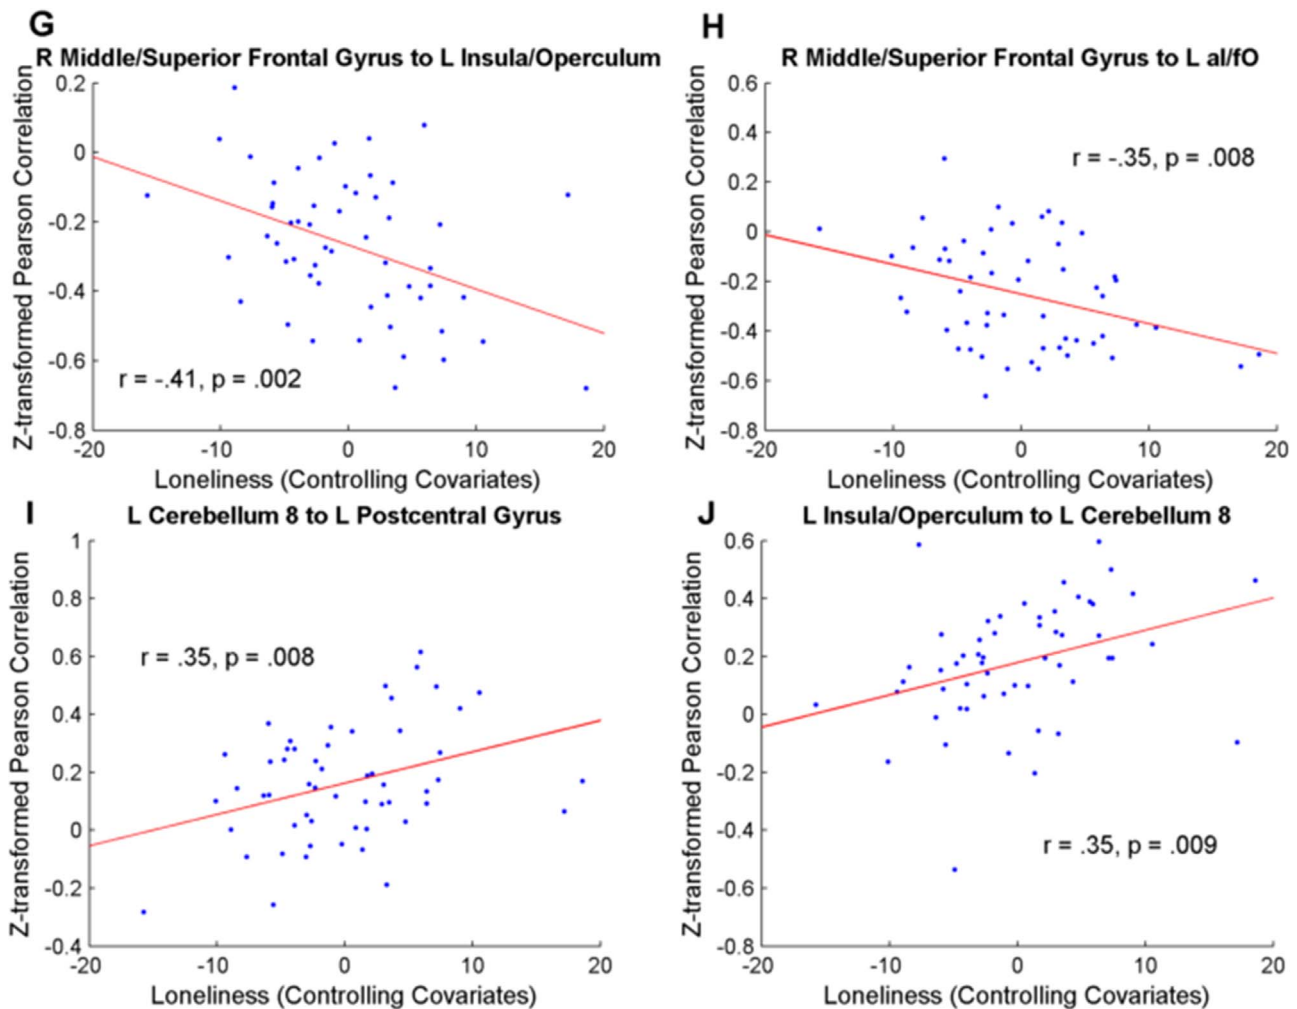 G
R Middle/Superior Frontal Gyrus to L Insula/Operculum
Z-transformed Pearson Correlation
0.2
0
-0.2
-0.4
-0.6
-0.8
r = -.41, p = .002
-20
-10
0
10
20
Loneliness (Controlling Covariates)
H
R Middle/Superior Frontal Gyrus to L aI/fO
Z-transformed Pearson Correlation
0.6
0.4
0.2
0
-0.2
-0.4
-0.6
-0.8
r = -.35, p = .008
-20
-10
0
10
20
Loneliness (Controlling Covariates)
I
L Cerebellum 8 to L Postcentral Gyrus
Z-transformed Pearson Correlation
1
0.8
0.6
0.4
0.2
0
-0.2
-0.4
r = .35, p = .008
-20
-10
0
10
20
Loneliness (Controlling Covariates)
J
L Insula/Operculum to L Cerebellum 8
Z-transformed Pearson Correlation
0.6
0.4
0.2
0
-0.2
-0.4
-0.6
-0.8
r = .35, p = .009
-20
-10
0
10
20
Loneliness (Controlling Covariates)